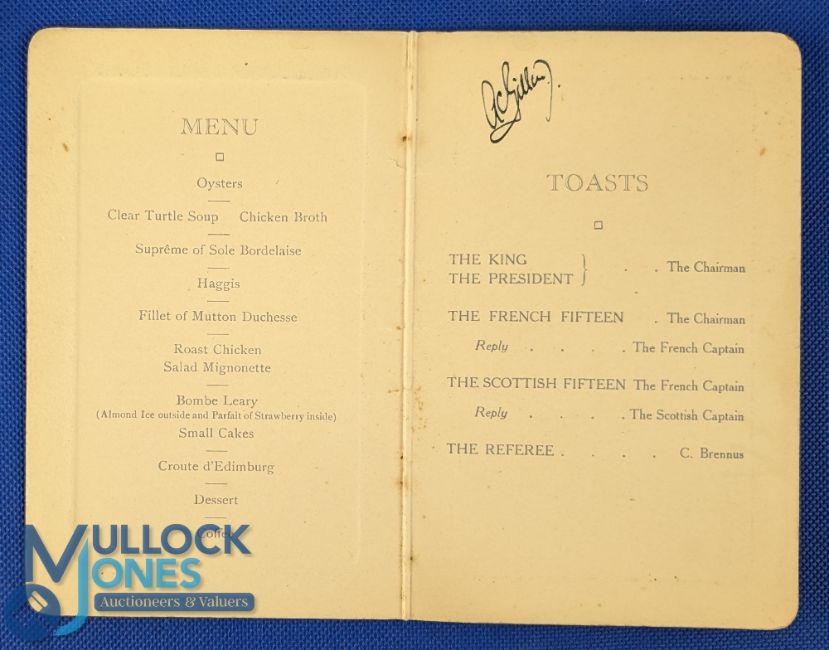 MENU
Oysters
Clear Turtle Soup Chicken Broth
Suprême of Sole Bordelaise
Haggis
Fillet of Mutton Duchesse
Roast Chicken
Salad Mignonette
Bombe Leary
(Almond Ice outside and Parfait of Strawberry inside)
Small Cakes
Croute d'Edimburg
Dessert
Coffee
TOASTS
THE KING
THE PRESIDENT } . . The Chairman
THE FRENCH FIFTEEN . The Chairman
Reply . . . . The French Captain
THE SCOTTISH FIFTEEN The French Captain
Reply . . . . The Scottish Captain
THE REFEREE . . . . C. Brennus
MULLOCK
JONES
Auctioneers & Valuers